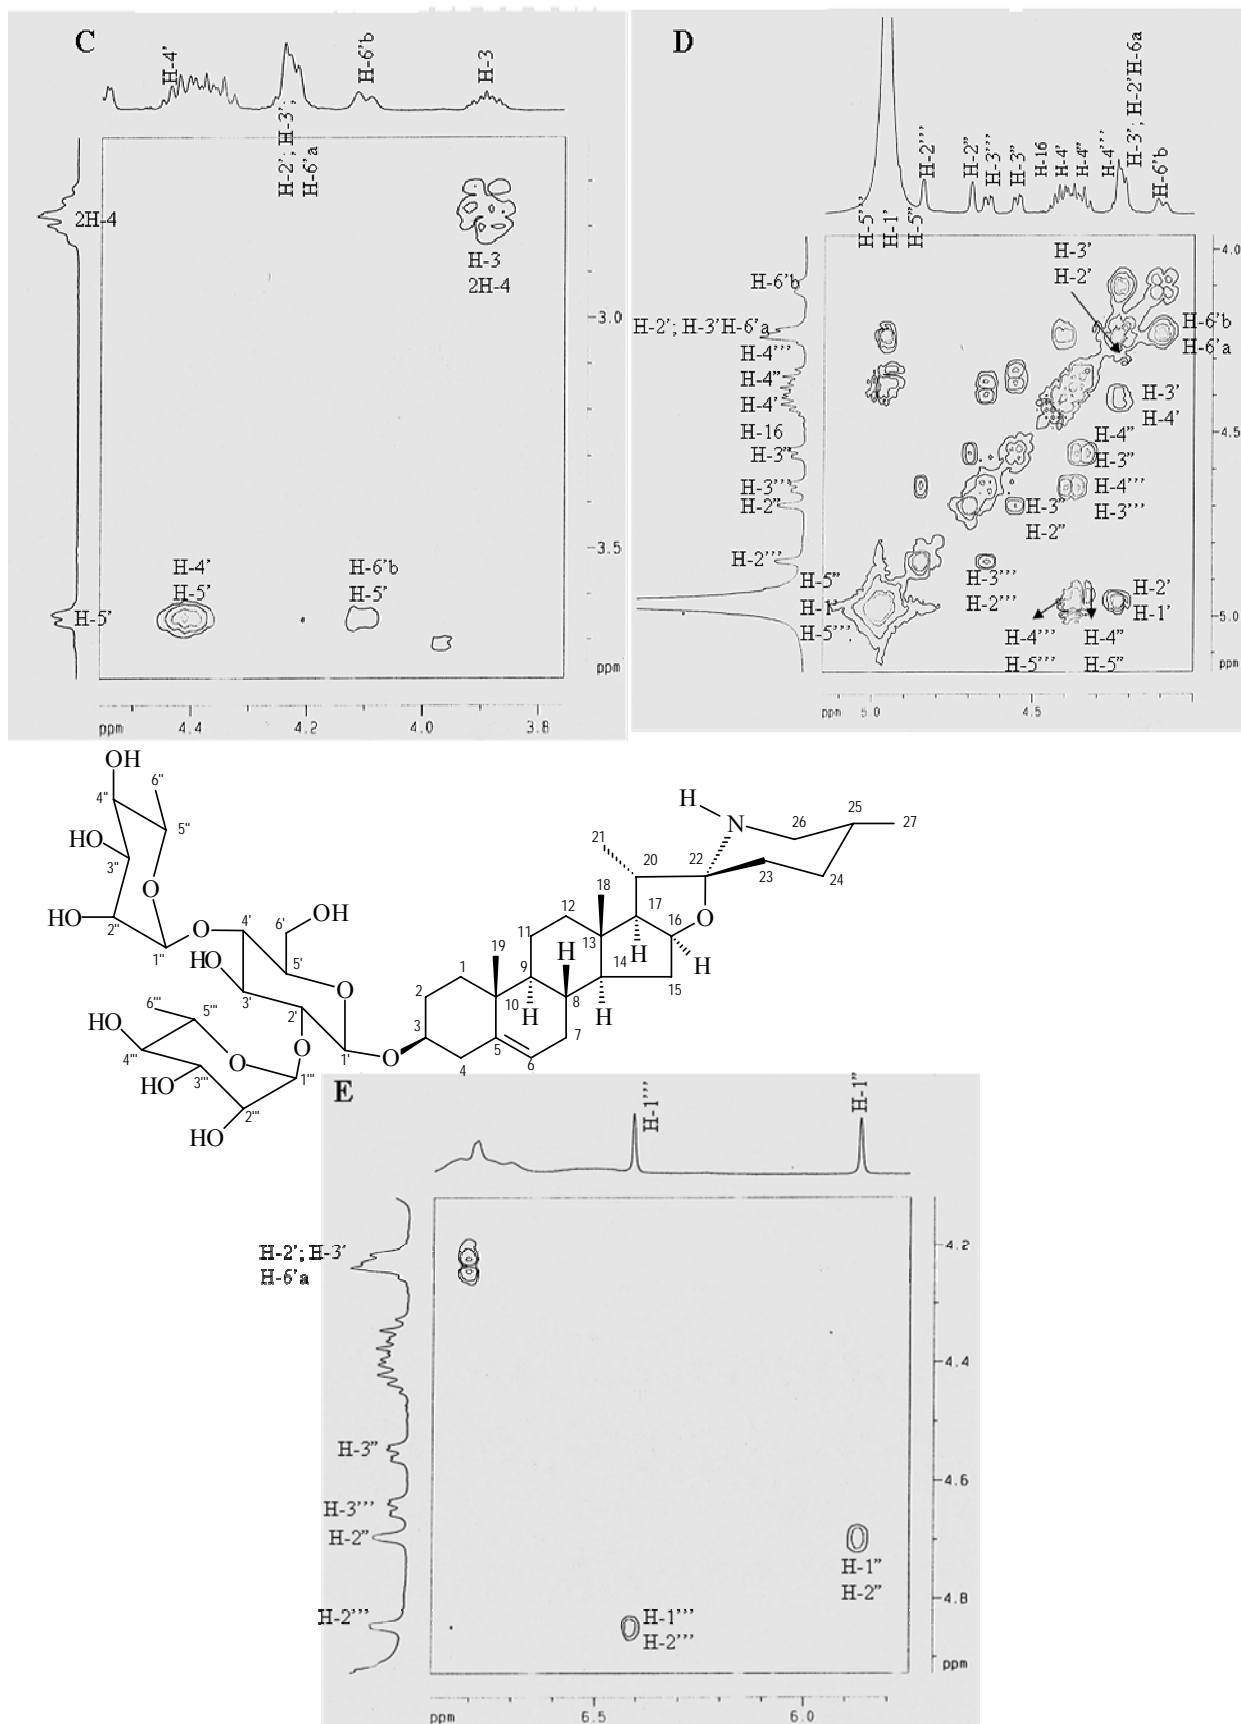 C
H-4'
H-2'; H-3';
H-6'a
H-6'b
H-3
2H-4
H-3
2H-4
3.0
H-4'
H-5'
H-6'b
H-5'
3.5
H-5'
ppm
ppm
4.4
4.2
4.0
3.8
D
H-5'''
H-1'
H-5''
H-2'''
H-2''
H-3'''
H-3''
H-16
H-4'
H-4''
H-4'''
H-3'; H-2'H-6a
H-6'b
H-3'
H-2'
4.0
H-6'b
H-2'; H-3'H-6'a
H-6'b
H-6'a
H-4'''
H-4''
H-4'
H-3'
H-4'
H-16
4.5
H-4''
H-3''
H-3''
H-3'''
H-4'''
H-3'''
H-2''
H-3''
H-2''
H-2'''
H-5''
H-1'
H-5'''
H-3'''
H-2'''
H-2'
H-1'
5.0
H-4'''
H-5'''
H-4''
H-5''
ppm
ppm
5.0
4.5
OH
6''
4''
5''
HO
3''
O
HO
2''
1''
O
4'
6'
OH
HO
3'
5'
O
2'
1'
O
O
3
6'''
5'''
HO
4'''
O
1'''
HO
3'''
2'''
HO
1
2
4
5
6
7
8
9
10
11
12
13
14
15
16
17
18
19
20
21
22
23
24
25
26
27
H
N
O
H
H
H
H
H
E
H-1'''
H-1''
H-2'; H-3'
H-6'a
4.2
4.4
H-3''
4.6
H-3'''
H-2''
H-1''
H-2''
4.8
H-2'''
H-1'''
H-2'''
ppm
ppm
6.5
6.0